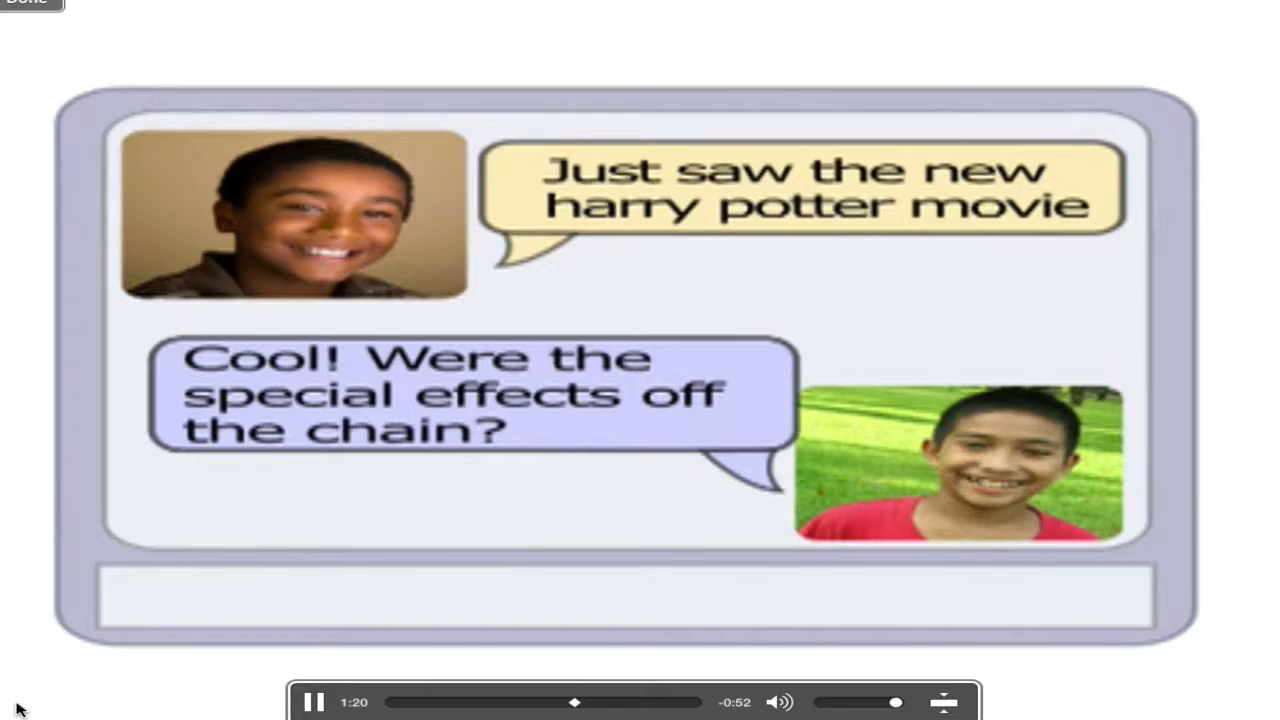 Done
Just saw the new
harry potter movie
Cool! Were the
special effects off
the chain?
1:20
-0:52